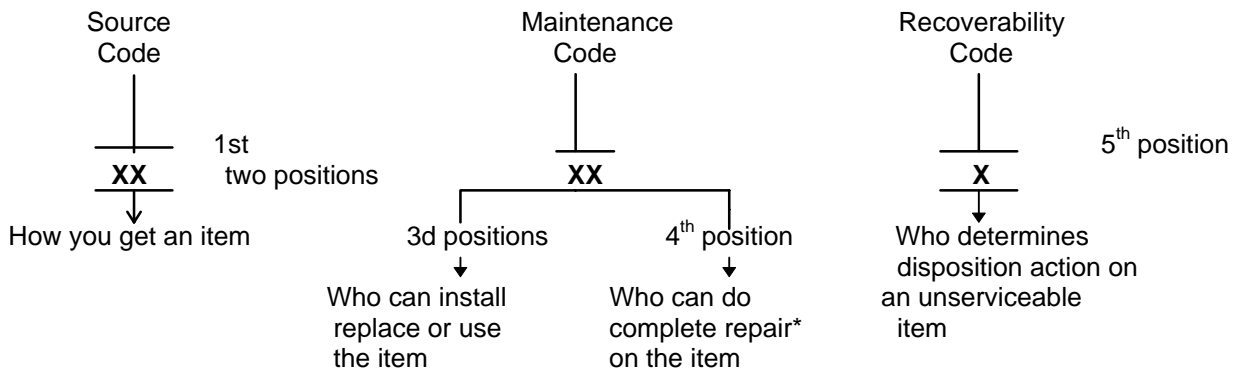 Source
Code
Maintenance
Code
Recoverability
Code
1st
two positions
5th position
XX
XX
X
How you get an item
3d positions
4th position
Who determines
disposition action on
an unserviceable
item
Who can install
replace or use
the item
Who can do
complete repair*
on the item